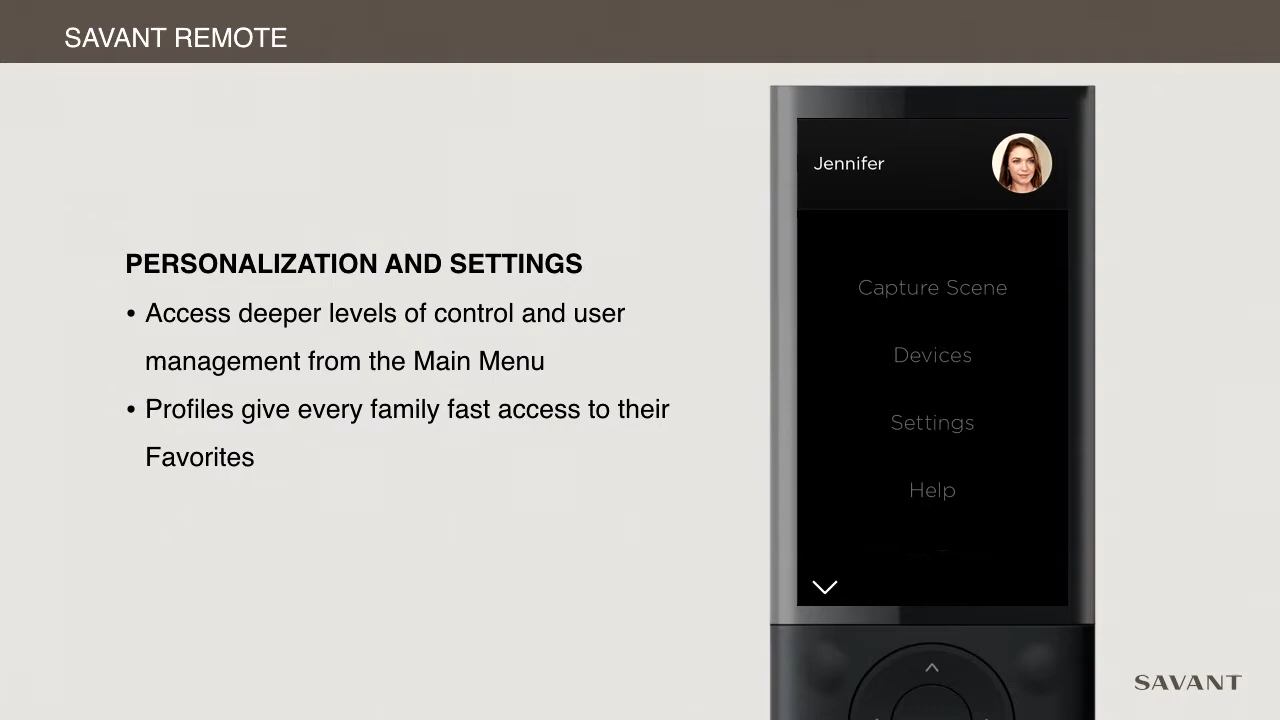 SAVANT REMOTE
PERSONALIZATION AND SETTINGS
• Access deeper levels of control and user
management from the Main Menu
• Profiles give every family fast access to their
Favorites
Jennifer
Capture Scene
Devices
Settings
Help
SAVANT